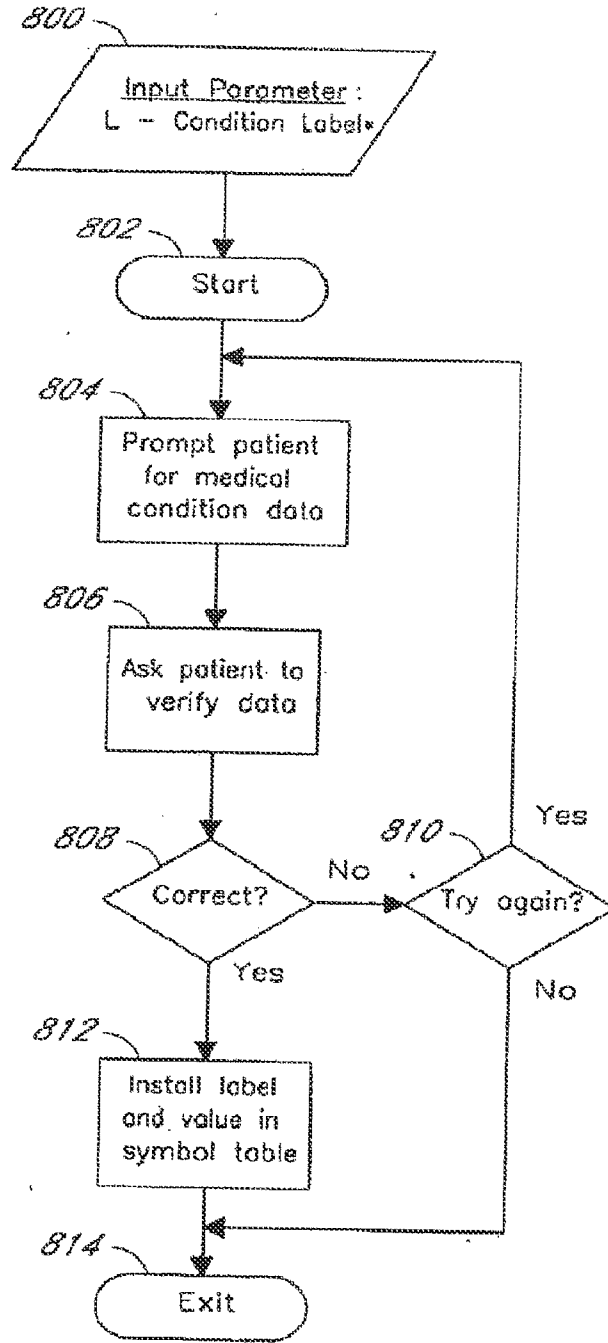 800
Input Parameter:
L - Condition Label*
802
Start
804
Prompt patient
for medical
condition data
806
Ask patient to
verify data
808
Correct?
No
810
Try again?
Yes
Yes
No
812
Install label
and value in
symbol table
814
Exit